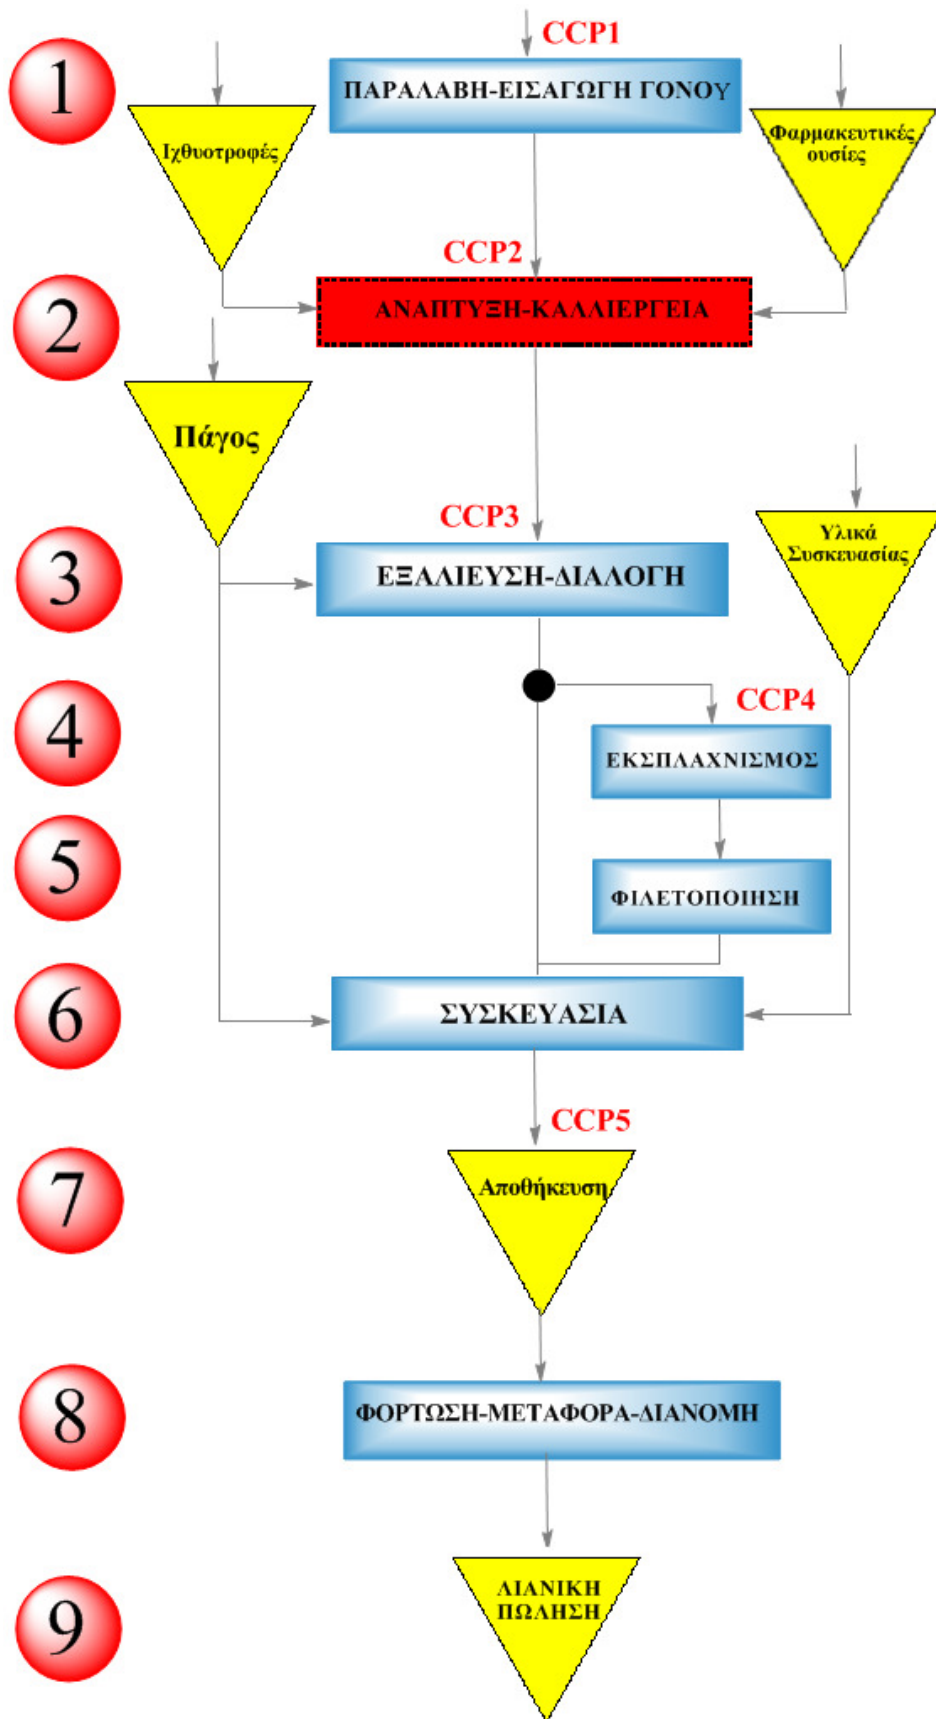 CCP1
1
ΠΑΡΑΛΑΒΗ-ΕΙΣΑΓΩΓΗ ΓΟΝΟΥ
Ιχθυοτροφές
Φαρμακευτικές
ουσίες
CCP2
2
ΑΝΑΠΤΥΞΗ-ΚΑΛΛΙΕΡΓΕΙΑ
Πάγος
CCP3
Υλικά
Συσκευασίας
3
ΕΞΑΛΙΕΥΣΗ-ΔΙΑΛΟΓΗ
CCP4
4
ΕΚΣΠΛΑΧΝΙΣΜΟΣ
5
ΦΙΛΕΤΟΠΟΙΗΣΗ
6
ΣΥΣΚΕΥΑΣΙΑ
CCP5
7
Αποθήκευση
8
ΦΟΡΤΩΣΗ-ΜΕΤΑΦΟΡΑ-ΔΙΑΝΟΜΗ
9
ΛΙΑΝΙΚΗ
ΠΩΛΗΣΗ